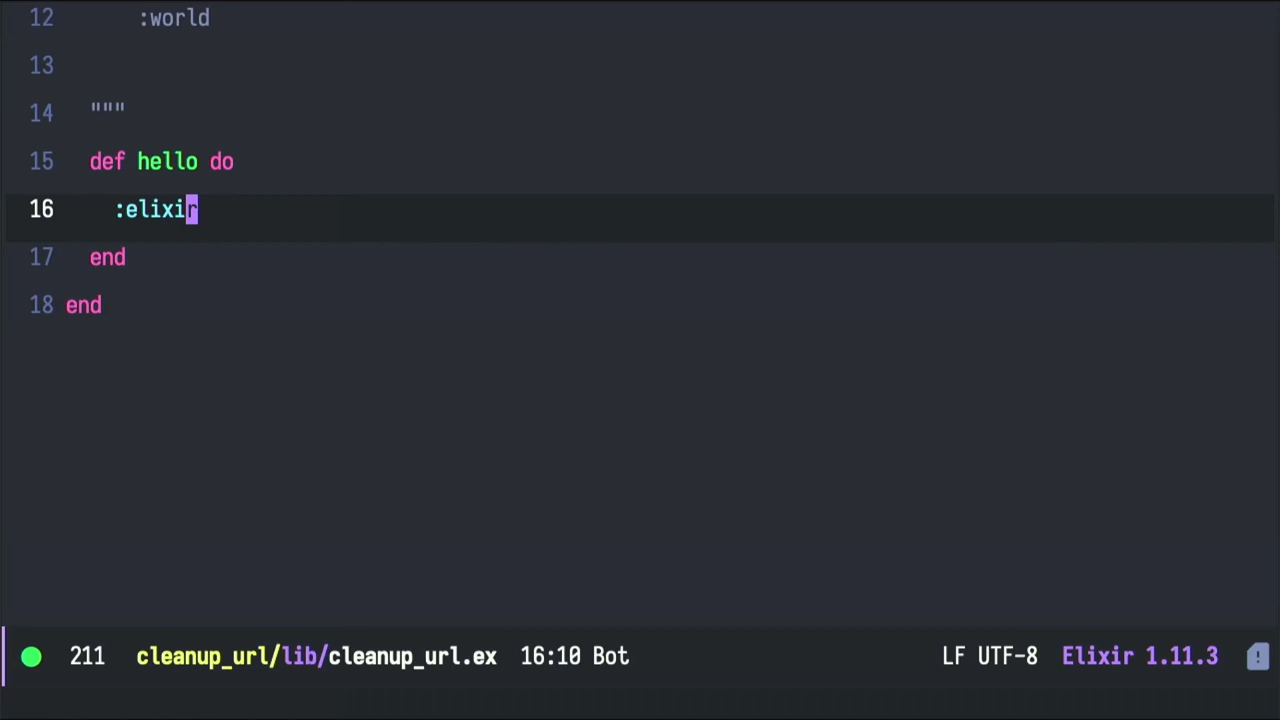 12       :world
13
14   """
15   def hello do
16     :elixir
17   end
18 end
211 cleanup_url/lib/cleanup_url.ex 16:10 Bot LF UTF-8 Elixir 1.11.3 !